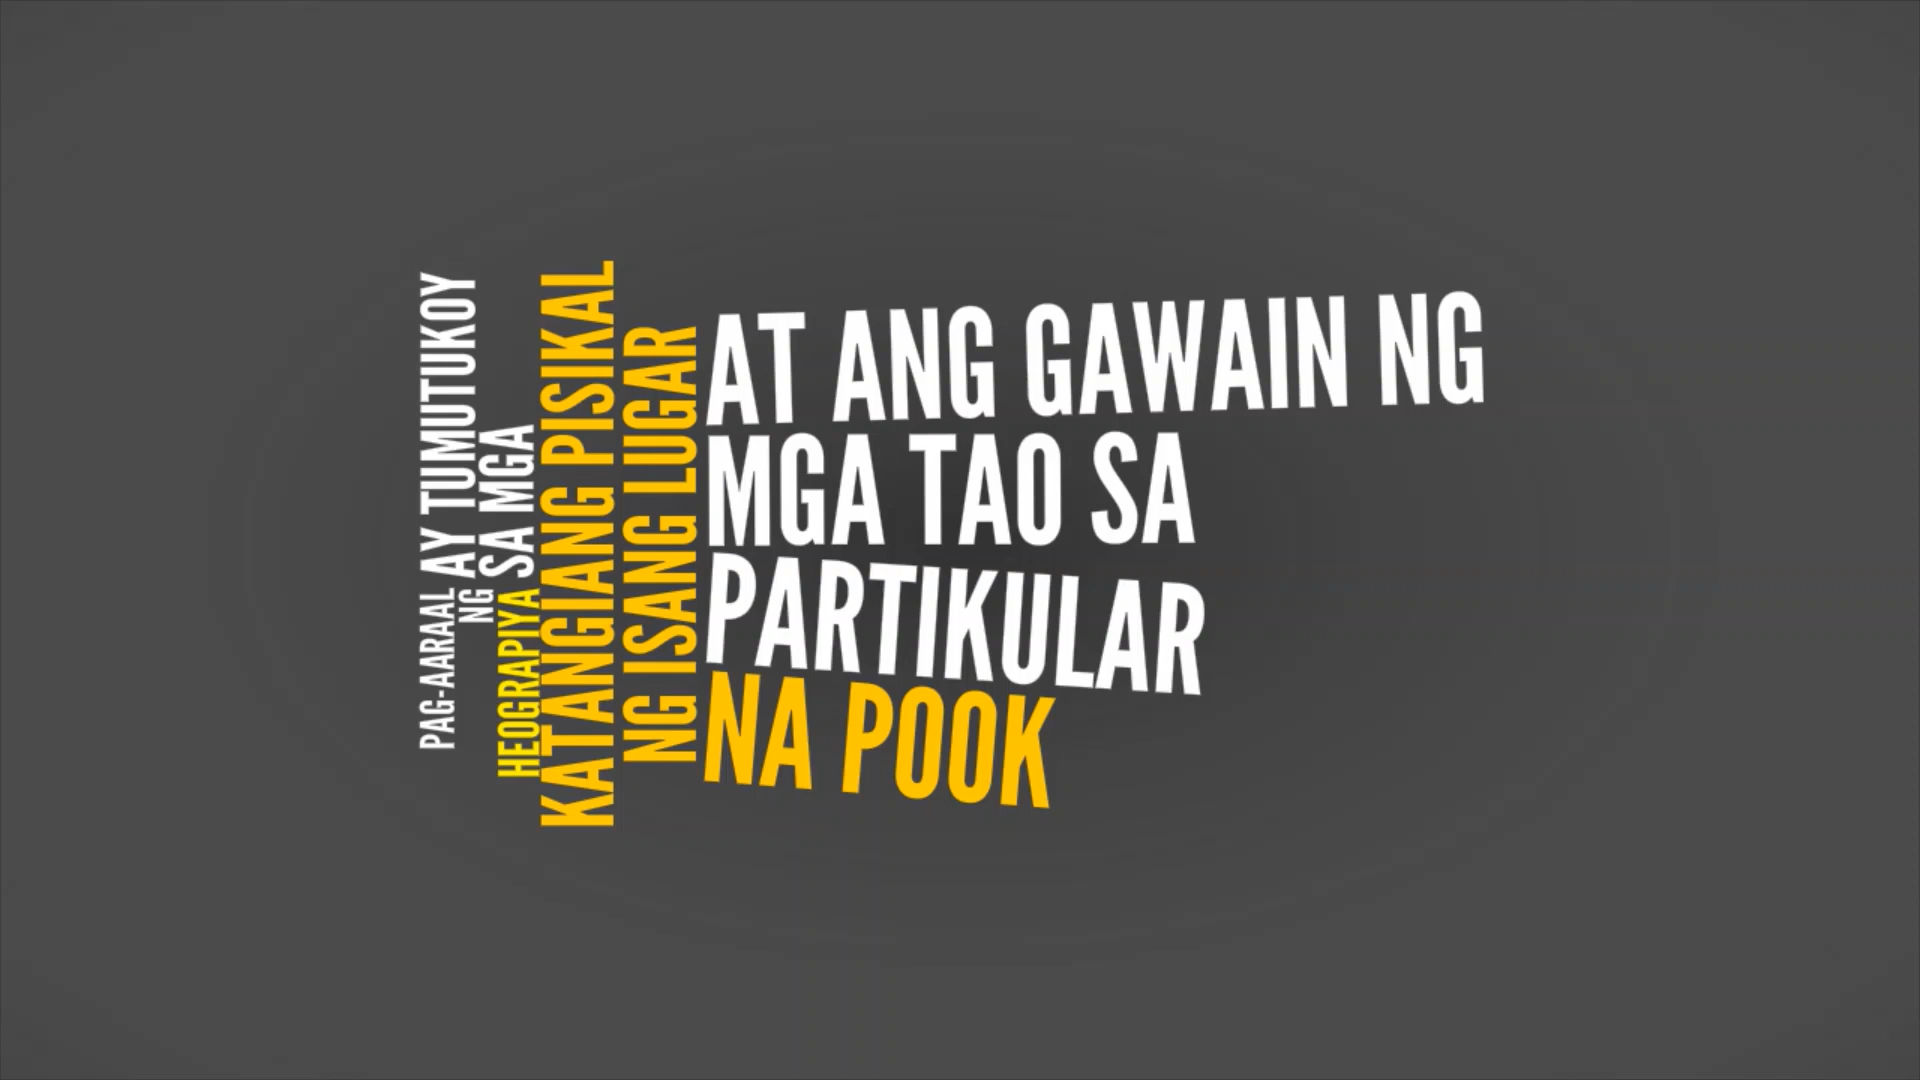 PAG-AARAAL
NG
HEOGRAPIYA
AY TUMUTUKOY
SA MGA
KATANGIANG PISIKAL
NG ISANG LUGAR
AT ANG GAWAIN NG
MGA TAO SA
PARTIKULAR
NA POOK